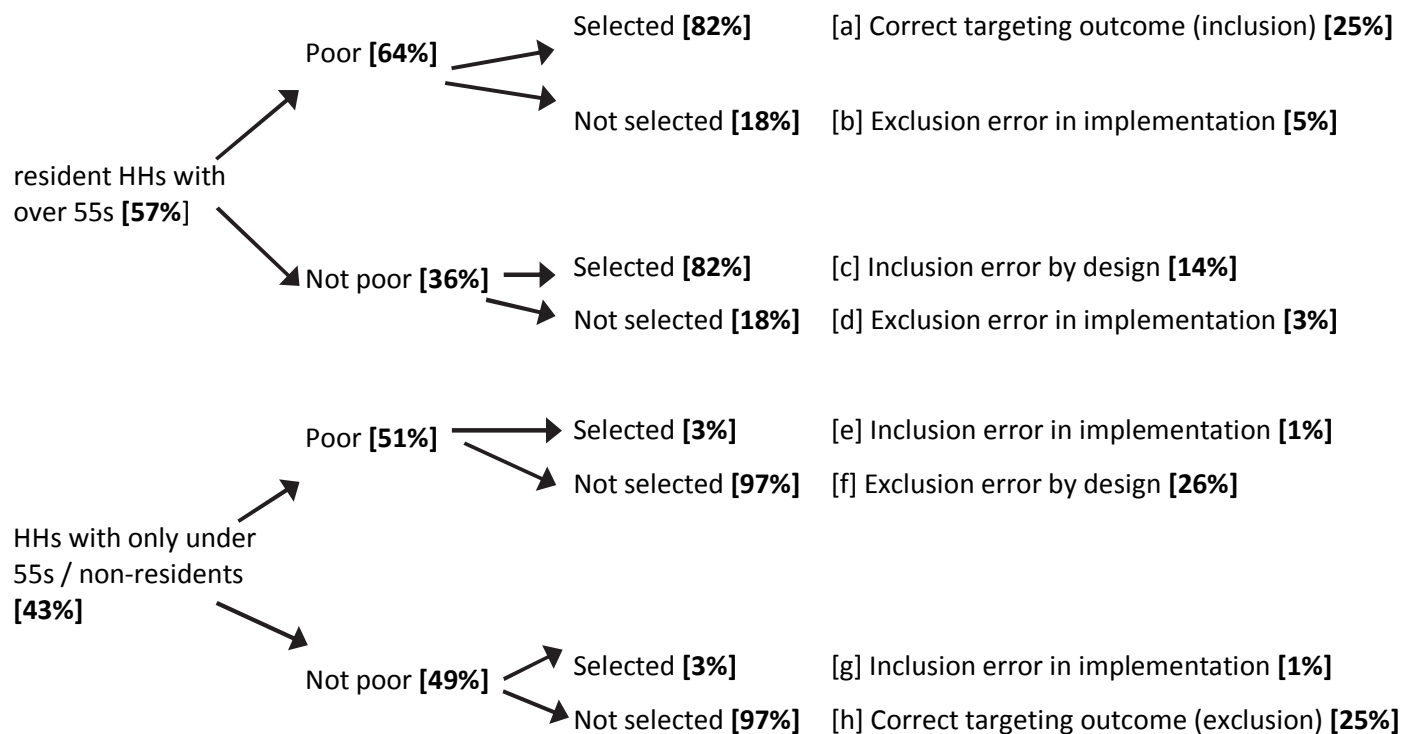 Selected [82%] [a] Correct targeting outcome (inclusion) [25%]
Poor [64%]
Not selected [18%] [b] Exclusion error in implementation [5%]
resident HHs with
over 55s [57%]
Selected [82%] [c] Inclusion error by design [14%]
Not poor [36%]
Not selected [18%] [d] Exclusion error in implementation [3%]
Selected [3%] [e] Inclusion error in implementation [1%]
Poor [51%]
Not selected [97%] [f] Exclusion error by design [26%]
HHs with only under
55s / non-residents
[43%]
Selected [3%] [g] Inclusion error in implementation [1%]
Not poor [49%]
Not selected [97%] [h] Correct targeting outcome (exclusion) [25%]